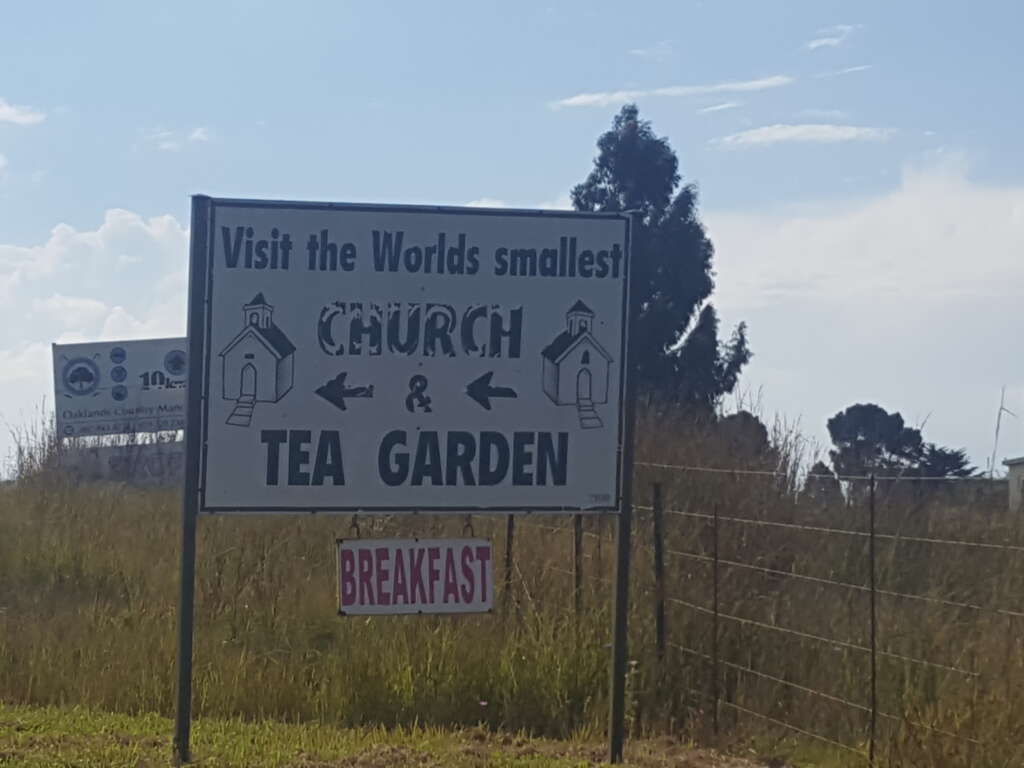 Visit the Worlds smallest
CHURCH
&
TEA GARDEN
BREAKFAST
10km
Oaklands Country Manor